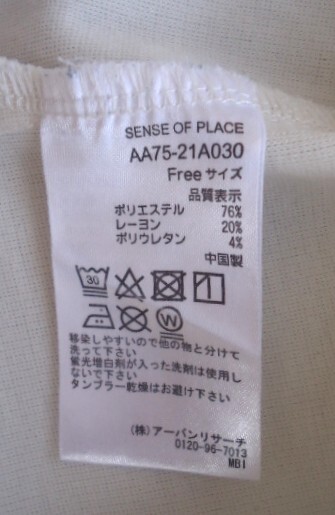 SENSE OF PLACE
AA75-21A030
Free サイズ
品質表示
ポリエステル 76%
レーヨン 20%
ポリウレタン 4%
中国製
30
W
移染しやすいので他の物と分けて
洗って下さい
蛍光増白剤が入った洗剤は使用し
ないで下さい
タンブラー乾燥はお避け下さい
(株)アーバンリサーチ
0120-96-7013
MBI